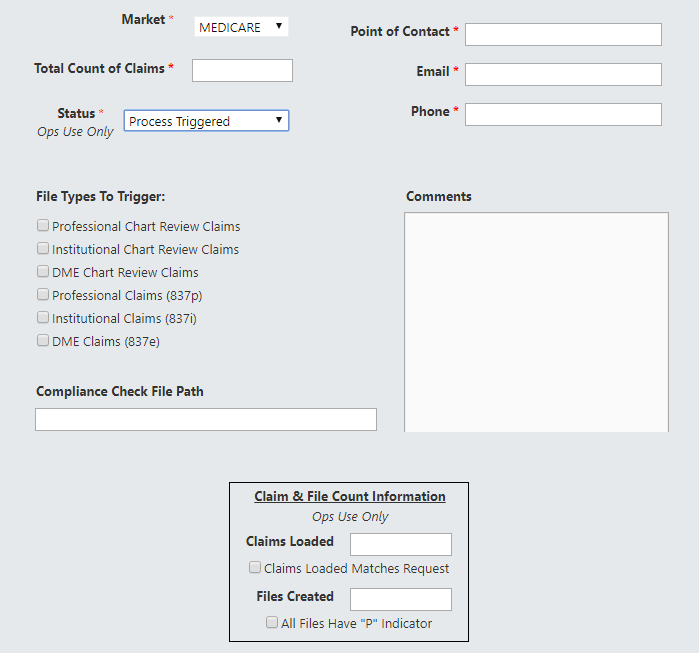 Market *
MEDICARE
Point of Contact *
Total Count of Claims *
Email *
Status *
Ops Use Only
Process Triggered
Phone *
File Types To Trigger:
Professional Chart Review Claims
Institutional Chart Review Claims
DME Chart Review Claims
Professional Claims (837p)
Institutional Claims (837i)
DME Claims (837e)
Comments
Compliance Check File Path
Claim & File Count Information
Ops Use Only
Claims Loaded
Claims Loaded Matches Request
Files Created
All Files Have "P" Indicator